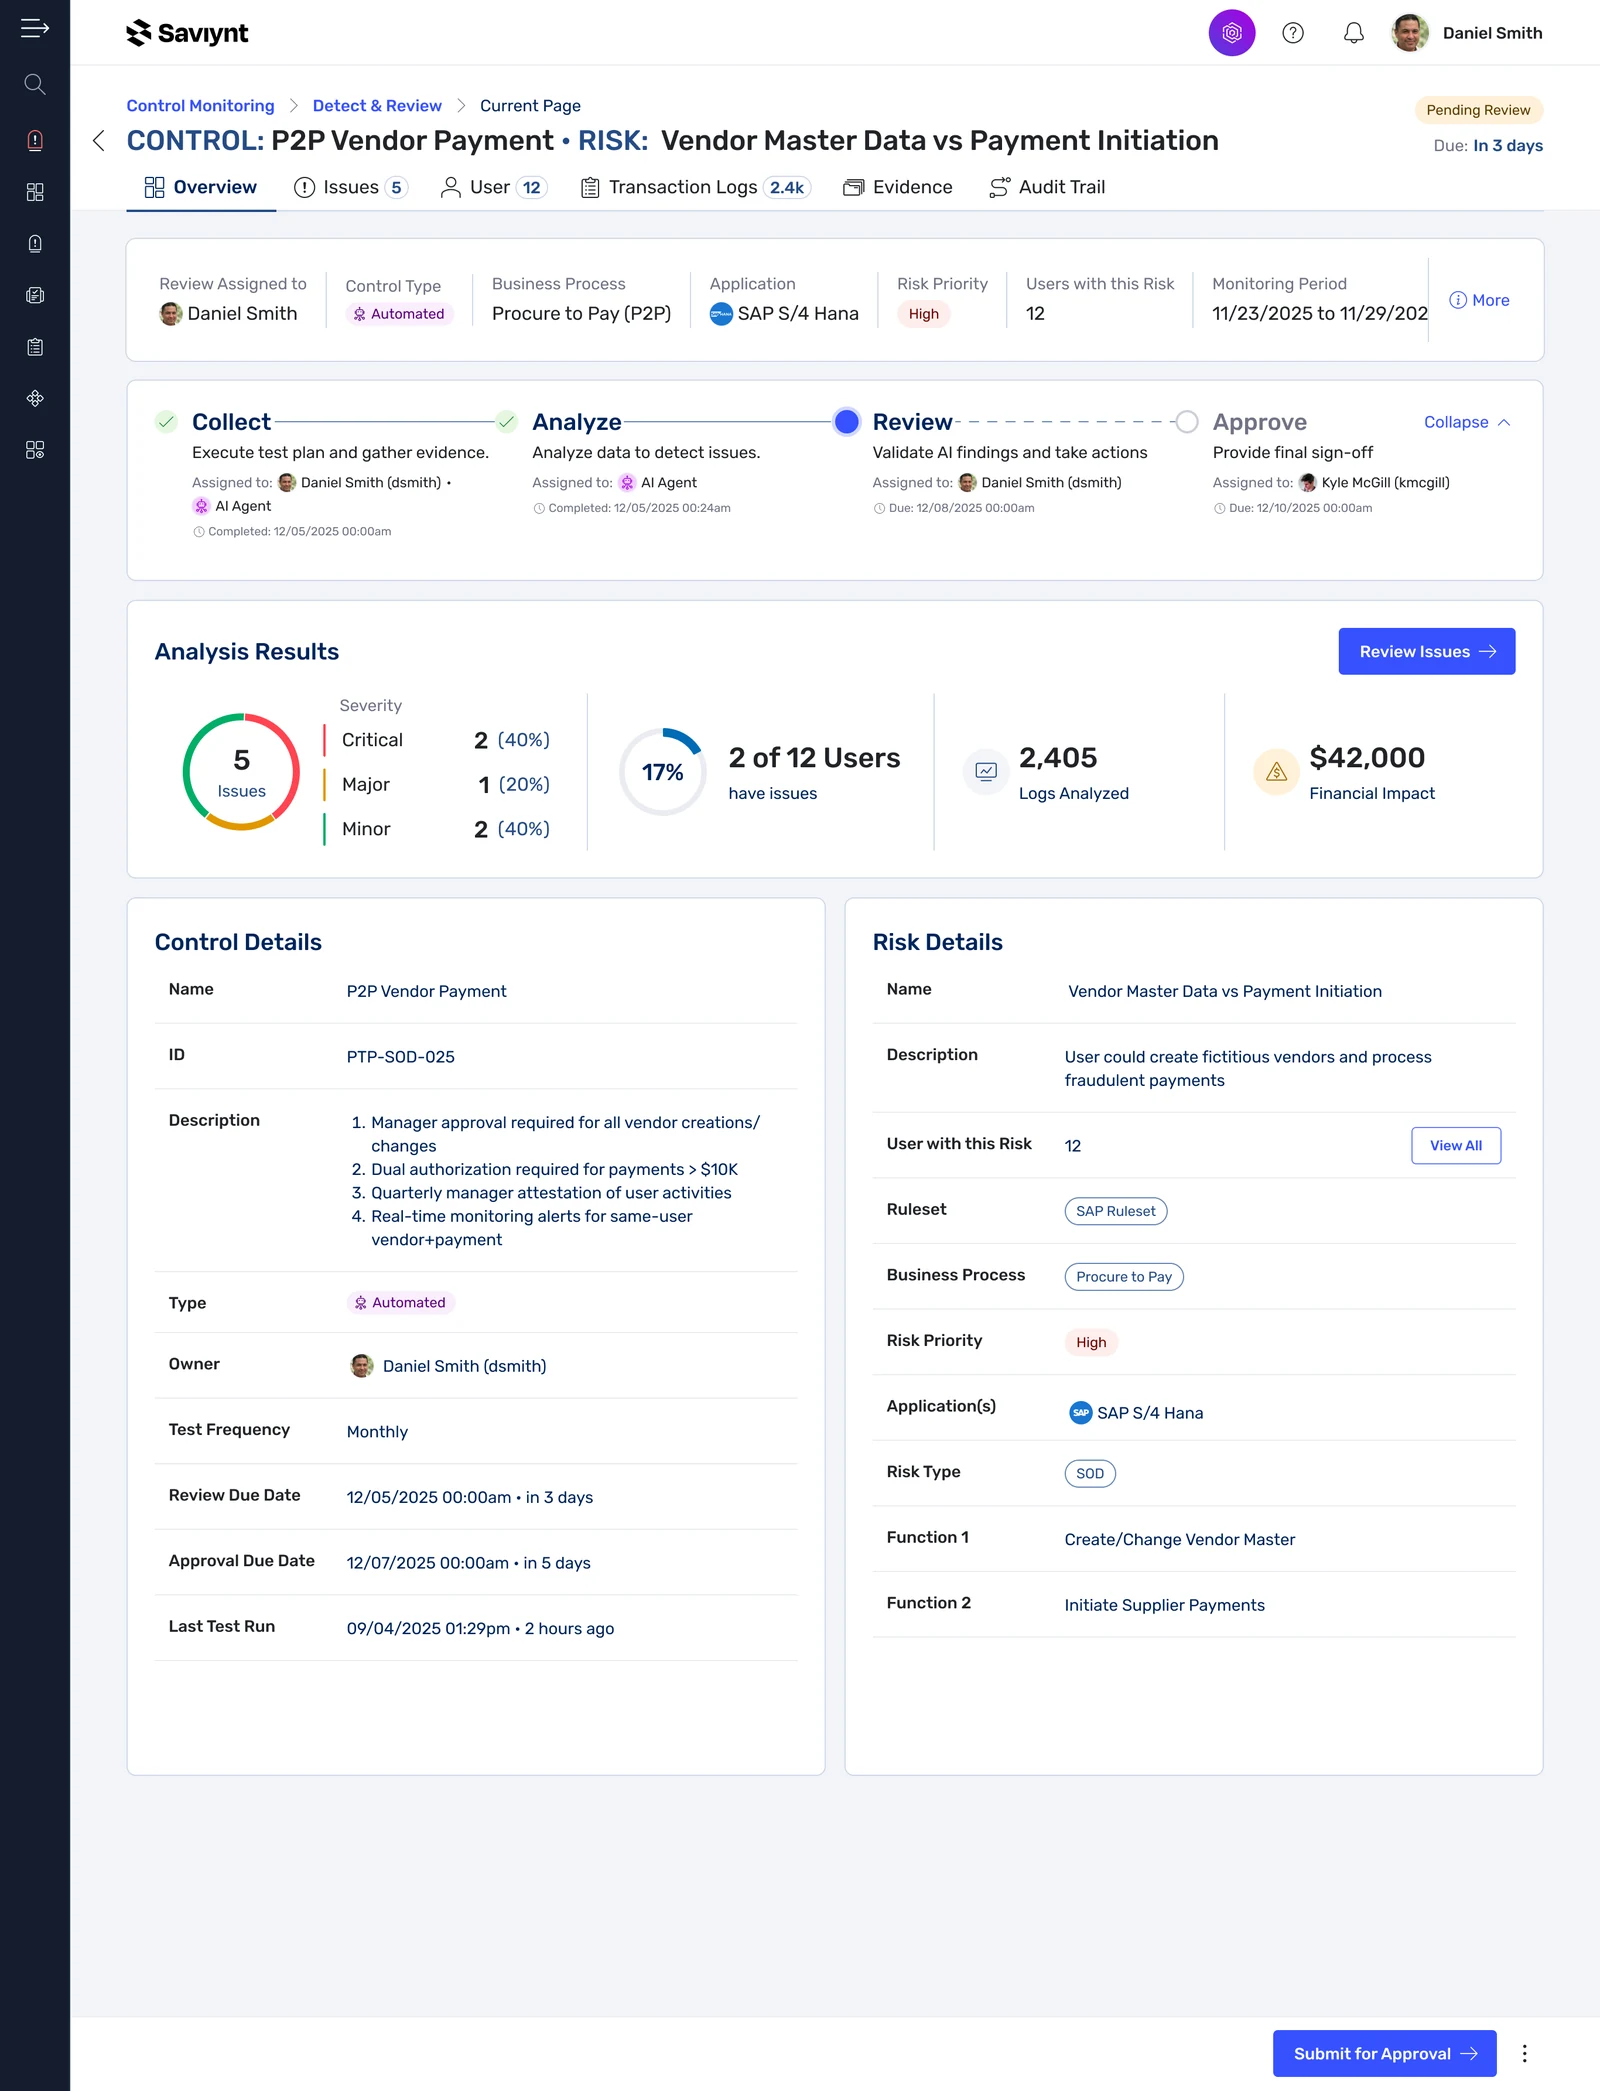 Saviynt
Daniel Smith
Control Monitoring > Detect & Review > Current Page
Pending Review
CONTROL: P2P Vendor Payment • RISK: Vendor Master Data vs Payment Initiation
Due: In 3 days
Overview
Issues 5
User 12
Transaction Logs 2.4k
Evidence
Audit Trail
Review Assigned to
Daniel Smith
Control Type
Automated
Business Process
Procure to Pay (P2P)
Application
SAP S/4 Hana
Risk Priority
High
Users with this Risk
12
Monitoring Period
11/23/2025 to 11/29/202
More
Collect
Execute test plan and gather evidence.
Assigned to: Daniel Smith (dsmith) •
AI Agent
Completed: 12/05/2025 00:00am
Analyze
Analyze data to detect issues.
Assigned to: AI Agent
Completed: 12/05/2025 00:24am
Review
Validate AI findings and take actions
Assigned to: Daniel Smith (dsmith)
Due: 12/08/2025 00:00am
Approve
Provide final sign-off
Assigned to: Kyle McGill (kmcgill)
Due: 12/10/2025 00:00am
Collapse
Analysis Results
Review Issues
5
Issues
Severity
Critical 2 (40%)
Major 1 (20%)
Minor 2 (40%)
17%
2 of 12 Users
have issues
2,405
Logs Analyzed
$42,000
Financial Impact
Control Details
Name P2P Vendor Payment
ID PTP-SOD-025
Description
1. Manager approval required for all vendor creations/
changes
2. Dual authorization required for payments > $10K
3. Quarterly manager attestation of user activities
4. Real-time monitoring alerts for same-user
vendor+payment
Type Automated
Owner Daniel Smith (dsmith)
Test Frequency Monthly
Review Due Date 12/05/2025 00:00am • in 3 days
Approval Due Date 12/07/2025 00:00am • in 5 days
Last Test Run 09/04/2025 01:29pm • 2 hours ago
Risk Details
Name Vendor Master Data vs Payment Initiation
Description User could create fictitious vendors and process
fraudulent payments
User with this Risk 12 View All
Ruleset SAP Ruleset
Business Process Procure to Pay
Risk Priority High
Application(s) SAP SAP S/4 Hana
Risk Type SOD
Function 1 Create/Change Vendor Master
Function 2 Initiate Supplier Payments
Submit for Approval